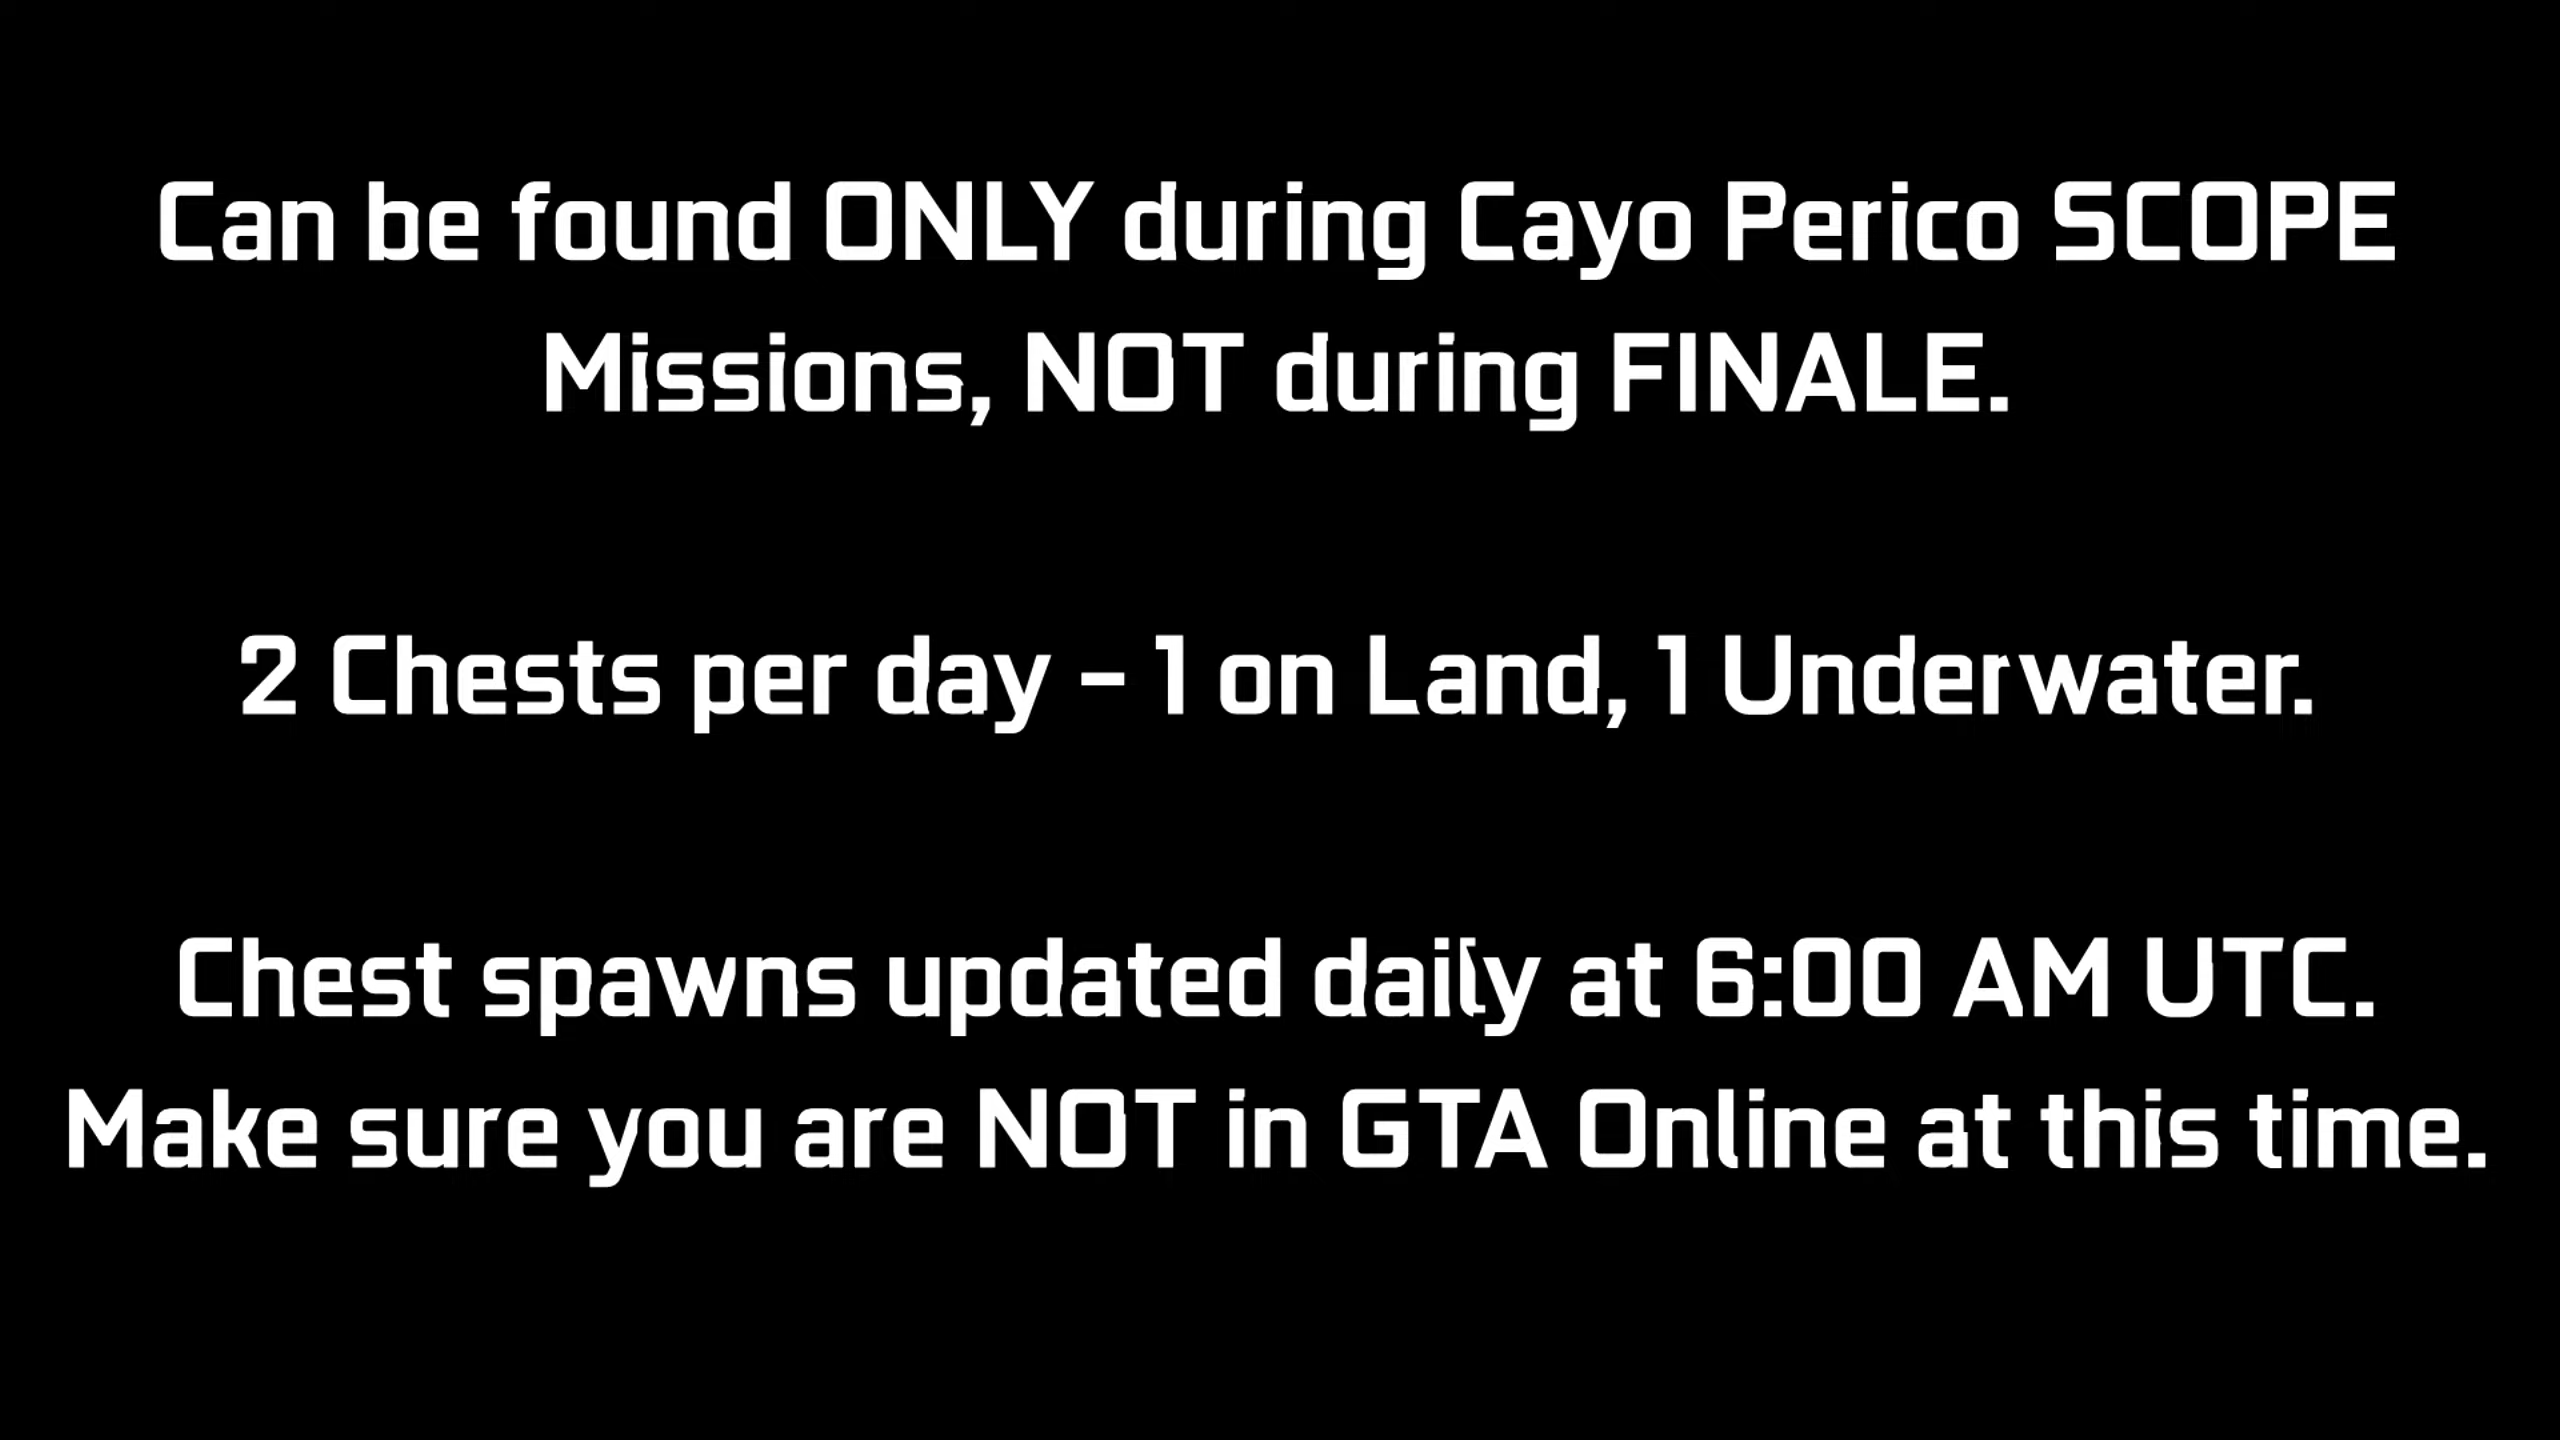 Can be found ONLY during Cayo Perico SCOPE
Missions, NOT during FINALE.
2 Chests per day - 1 on Land, 1 Underwater.
Chest spawns updated daily at 6:00 AM UTC.
Make sure you are NOT in GTA Online at this time.